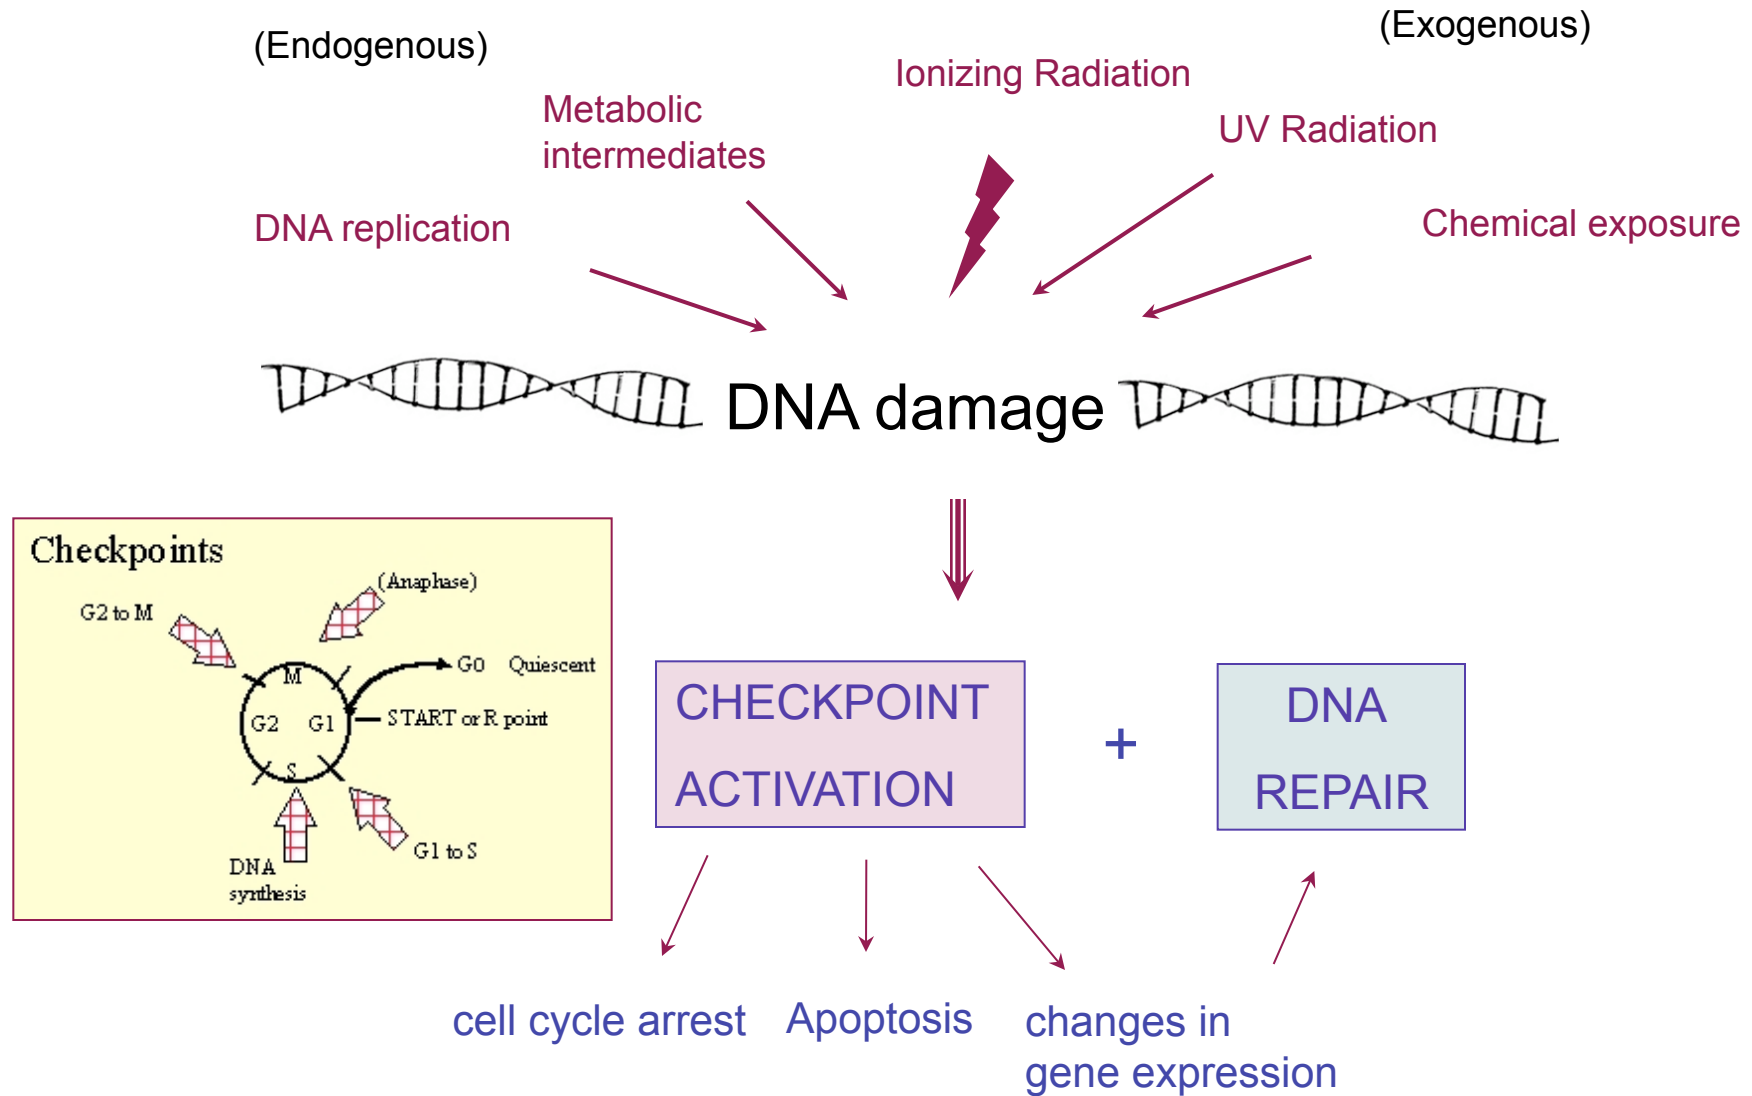 (Endogenous)
(Exogenous)
Ionizing Radiation
Metabolic
intermediates
UV Radiation
DNA replication
Chemical exposure
DNA damage
Checkpoints
(Anaphase)
G2 to M
M
G0 Quiescent
G2 G1
START or R point
S
G1 to S
DNA
synthesis
CHECKPOINT
ACTIVATION
+
DNA
REPAIR
cell cycle arrest
Apoptosis
changes in
gene expression